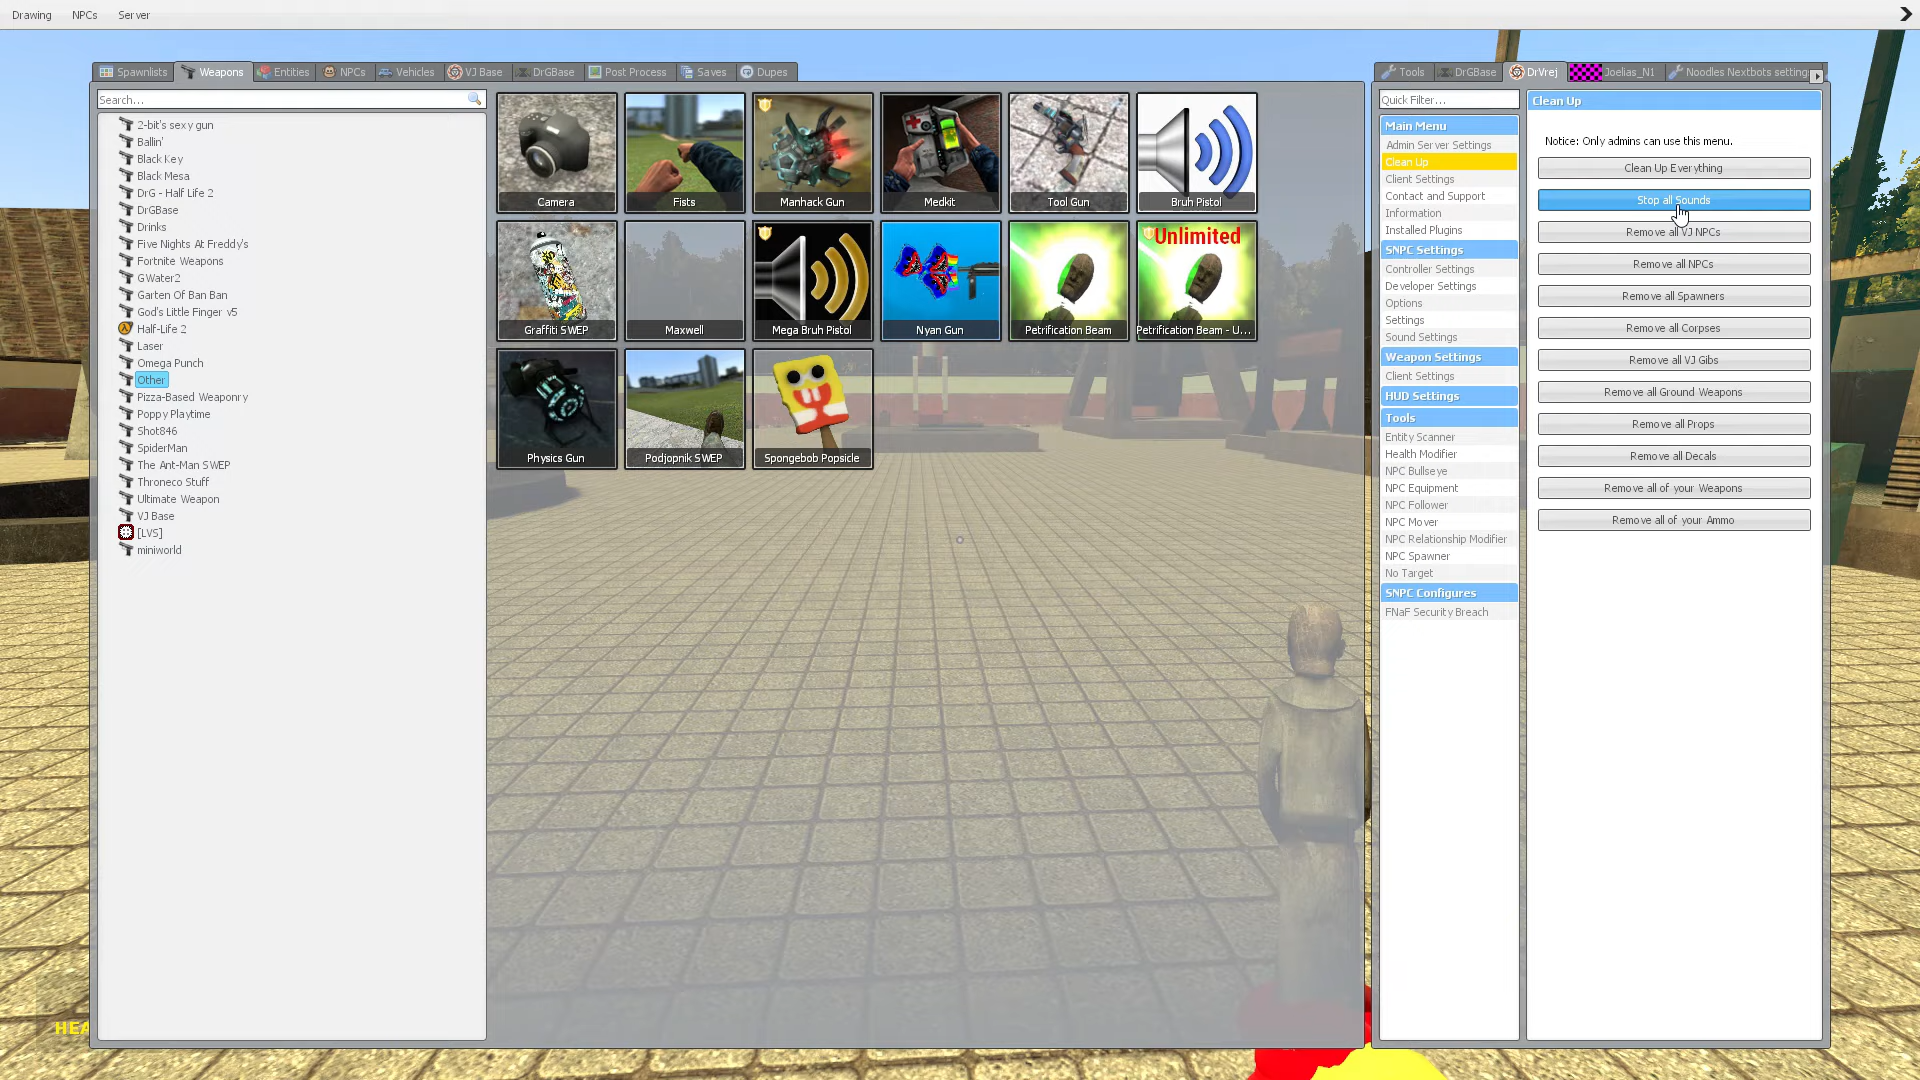 Drawing NPCs Server
Spawnlists Weapons Entities NPCs Vehicles VJ Base DrGBase Post Process Saves Dupes
Search...
2-bit's sexy gun
Ballin'
Black Key
Black Mesa
DrG - Half Life 2
DrGBase
Drinks
Five Nights At Freddy's
Fortnite Weapons
GWater2
Garten Of Ban Ban
God's Little Finger v5
Half-Life 2
Laser
Omega Punch
Other
Pizza-Based Weaponry
Poppy Playtime
Shot846
SpiderMan
The Ant-Man SWEP
Throneco Stuff
Ultimate Weapon
VJ Base
[LVS]
miniworld
Camera Fists Manhack Gun Medkit Tool Gun Bruh Pistol
Unlimited
Graffiti SWEP Maxwell Mega Bruh Pistol Nyan Gun Petrification Beam Petrification Beam - U...
Physics Gun Podjopnik SWEP Spongebob Popsicle
Tools DrGBase DrVrej Joelias_N1 Noodles Nextbots setting
Quick Filter...
Main Menu
Admin Server Settings
Clean Up
Client Settings
Contact and Support
Information
Installed Plugins
SNPC Settings
Controller Settings
Developer Settings
Options
Settings
Sound Settings
Weapon Settings
Client Settings
HUD Settings
Tools
Entity Scanner
Health Modifier
NPC Bullseye
NPC Equipment
NPC Follower
NPC Mover
NPC Relationship Modifier
NPC Spawner
No Target
SNPC Configures
FNaF Security Breach
Clean Up
Notice: Only admins can use this menu.
Clean Up Everything
Stop all Sounds
Remove all VJ NPCs
Remove all NPCs
Remove all Spawners
Remove all Corpses
Remove all VJ Gibs
Remove all Ground Weapons
Remove all Props
Remove all Decals
Remove all of your Weapons
Remove all of your Ammo
HEA